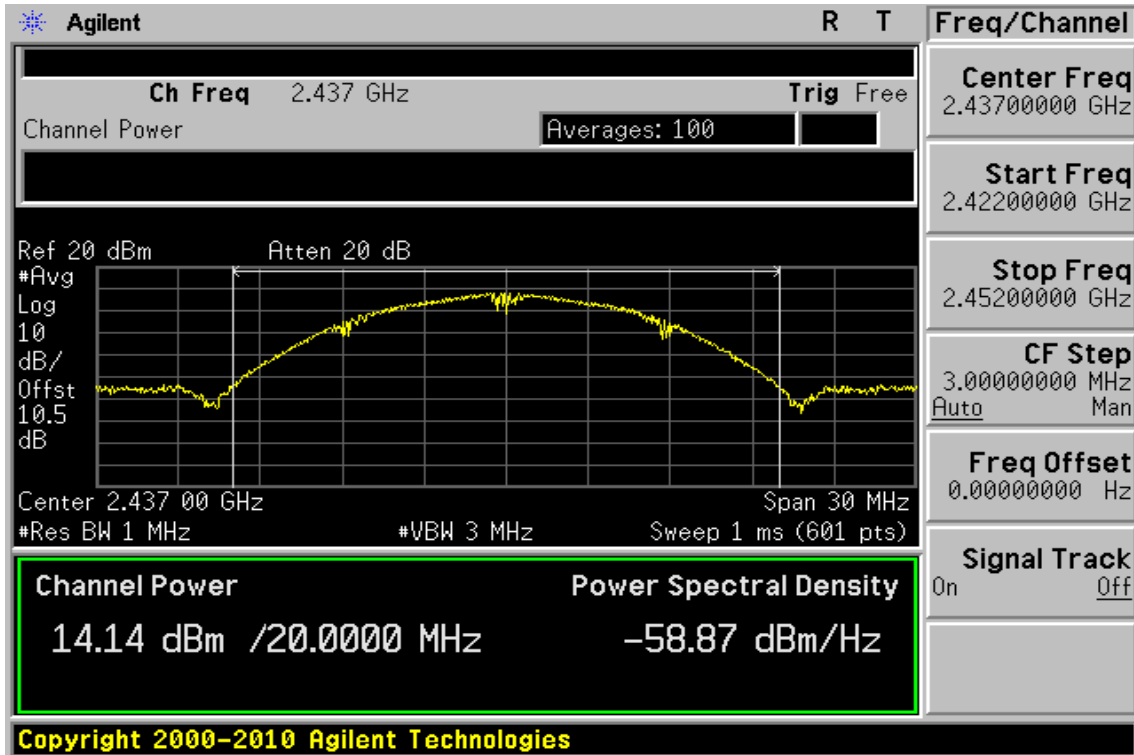 Agilent R T
Ch Freq 2.437 GHz Trig Free
Channel Power Averages: 100
Ref 20 dBm Atten 20 dB
#Avg
Log
10
dB/
Offst
10.5
dB
Center 2.437 00 GHz Span 30 MHz
#Res BW 1 MHz #VBW 3 MHz Sweep 1 ms (601 pts)
Channel Power Power Spectral Density
14.14 dBm /20.0000 MHz -58.87 dBm/Hz
Copyright 2000-2010 Agilent Technologies
Freq/Channel
Center Freq
2.43700000 GHz
Start Freq
2.42200000 GHz
Stop Freq
2.45200000 GHz
CF Step
3.00000000 MHz
Auto Man
Freq Offset
0.00000000 Hz
Signal Track
On Off